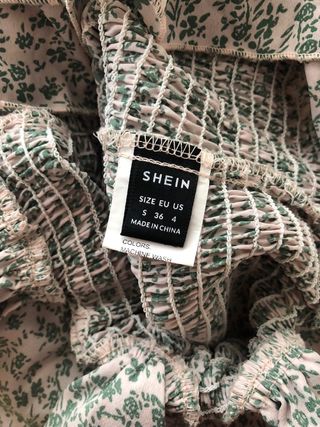 SHEIN
SIZE EU US
S 36 4
MADE IN CHINA
COLORS
MACHINE WASH